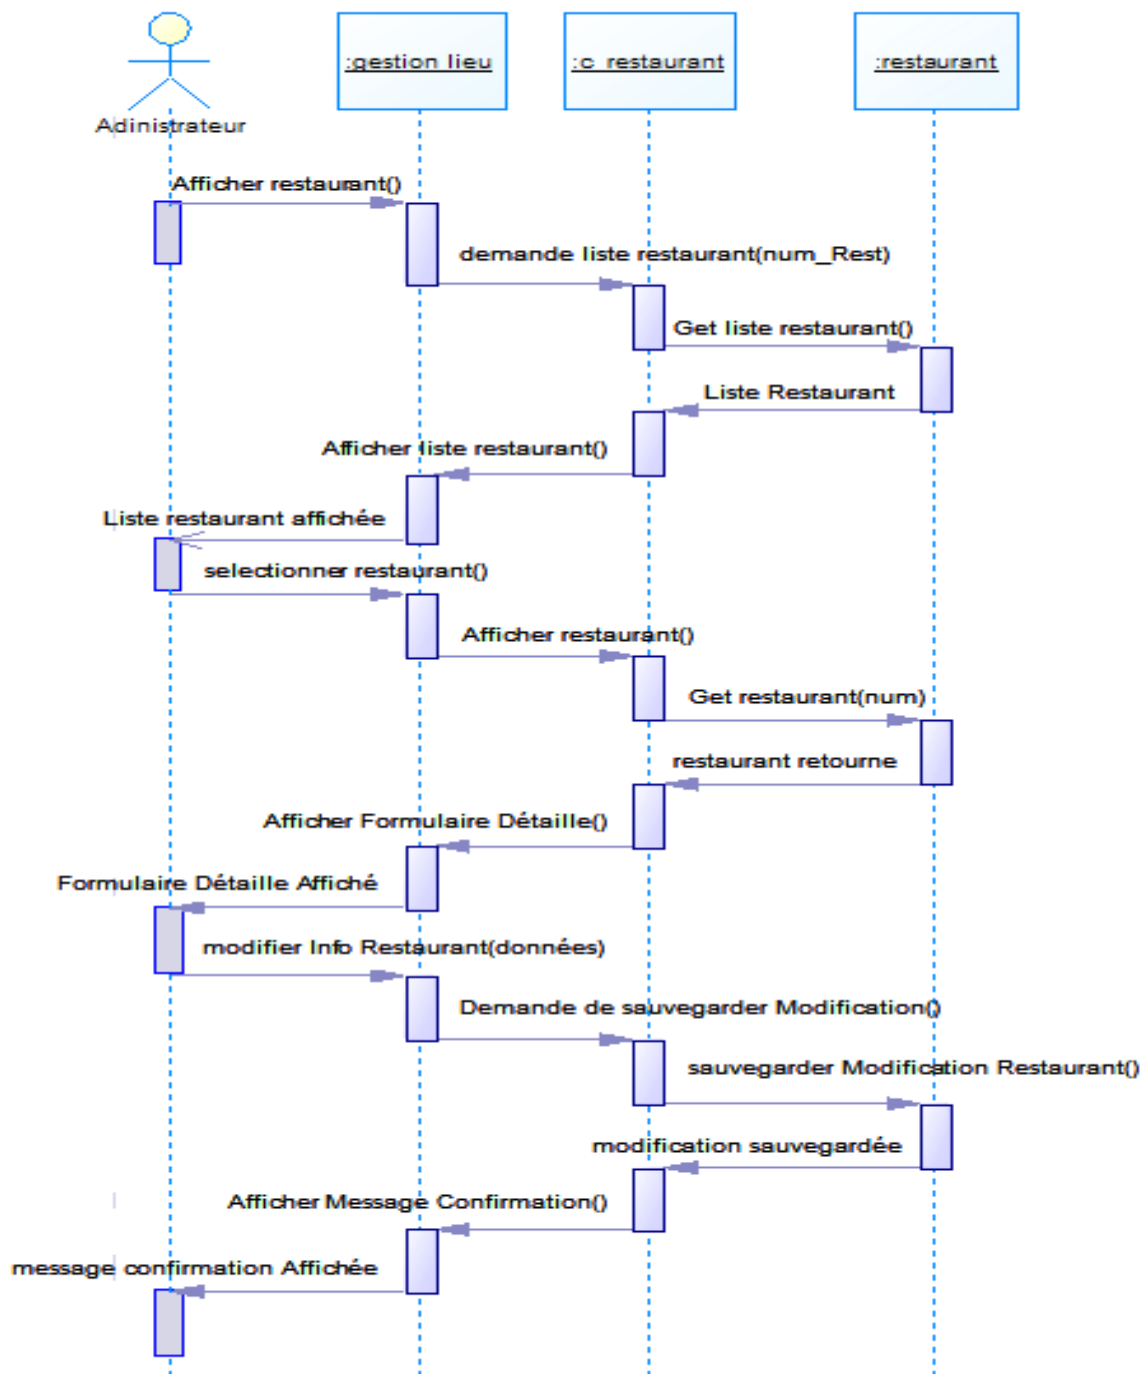 :gestion lieu
:c_restaurant
:restaurant
Adinistrateur
Afficher restaurant()
demande liste restaurant(num_Rest)
Get liste restaurant()
Liste Restaurant
Afficher liste restaurant()
Liste restaurant affichée
selectionner restaurant()
Afficher restaurant()
Get restaurant(num)
restaurant retourne
Afficher Formulaire Détaille()
Formulaire Détaille Affiché
modifier Info Restaurant(données)
Demande de sauvegarder Modification()
sauvegarder Modification Restaurant()
modification sauvegardée
Afficher Message Confirmation()
message confirmation Affichée